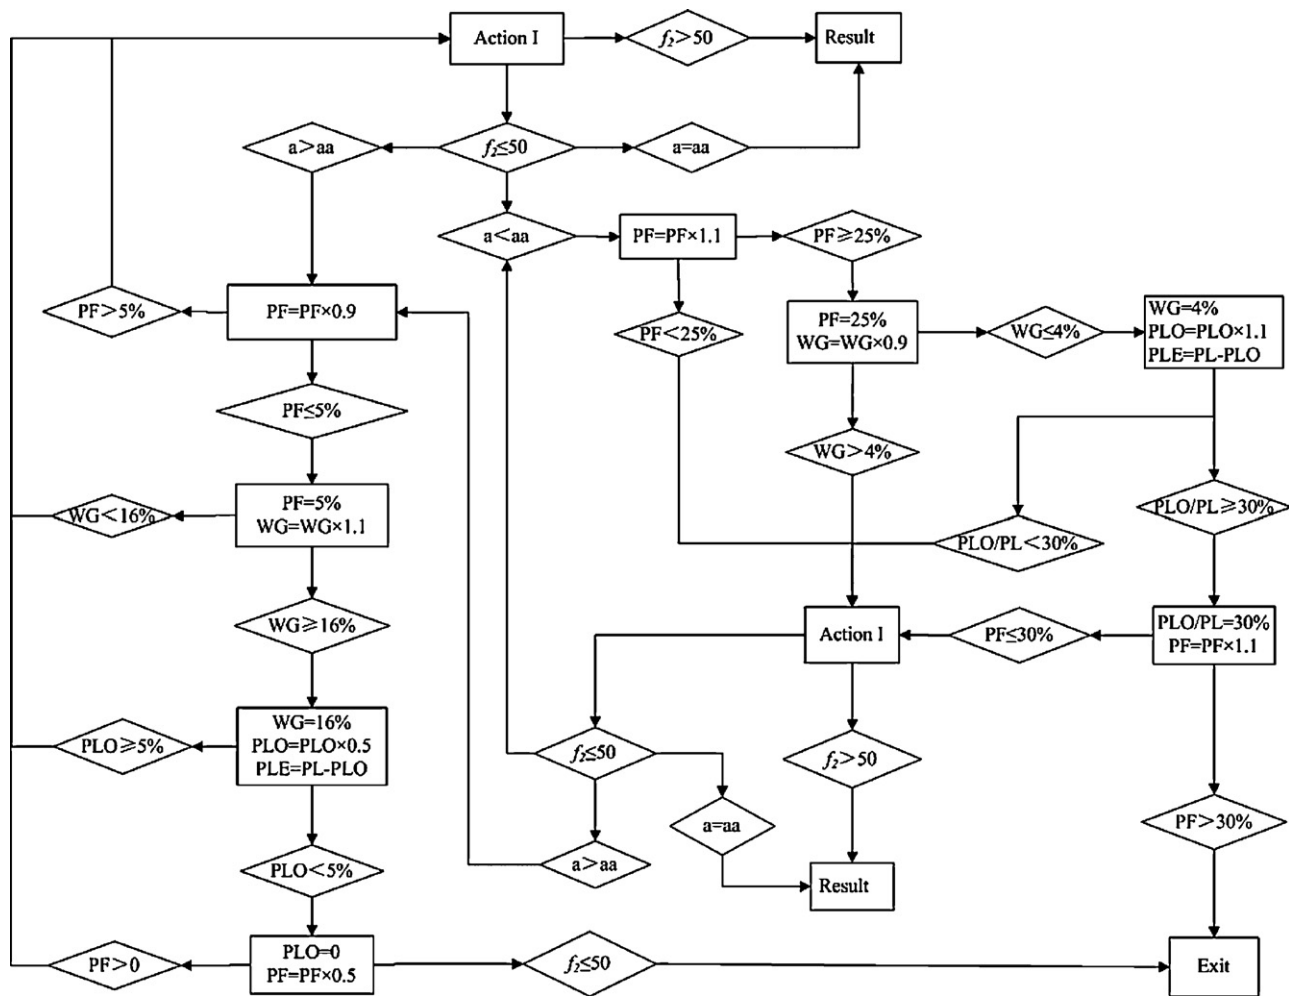 Action I
f₂>50
Result
a>aa
f₂≤50
a=aa
a<aa
PF=PF×1.1
PF≥25%
PF>5%
PF=PF×0.9
PF<25%
PF=25%
WG=WG×0.9
WG≤4%
WG=4%
PLO=PLO×1.1
PLE=PL-PLO
PF≤5%
WG>4%
WG<16%
PF=5%
WG=WG×1.1
PLO/PL<30%
PLO/PL≥30%
WG≥16%
Action I
PF≤30%
PLO/PL=30%
PF=PF×1.1
PLO≥5%
WG=16%
PLO=PLO×0.5
PLE=PL-PLO
f₂≤50
f₂>50
a=aa
PF>30%
PLO<5%
a>aa
Result
PF>0
PLO=0
PF=PF×0.5
f₂≤50
Exit